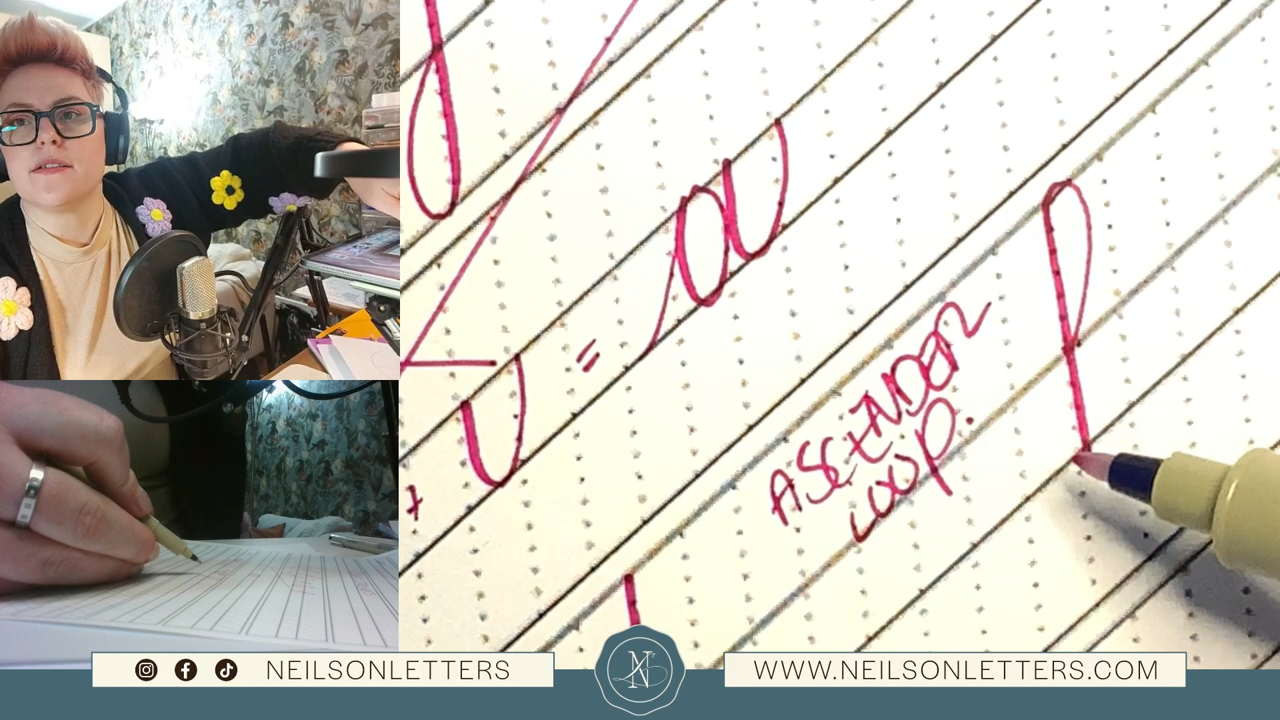 + u = a
ASCENDER
LOOP.
l
NEILSONLETTERS
N
WWW.NEILSONLETTERS.COM